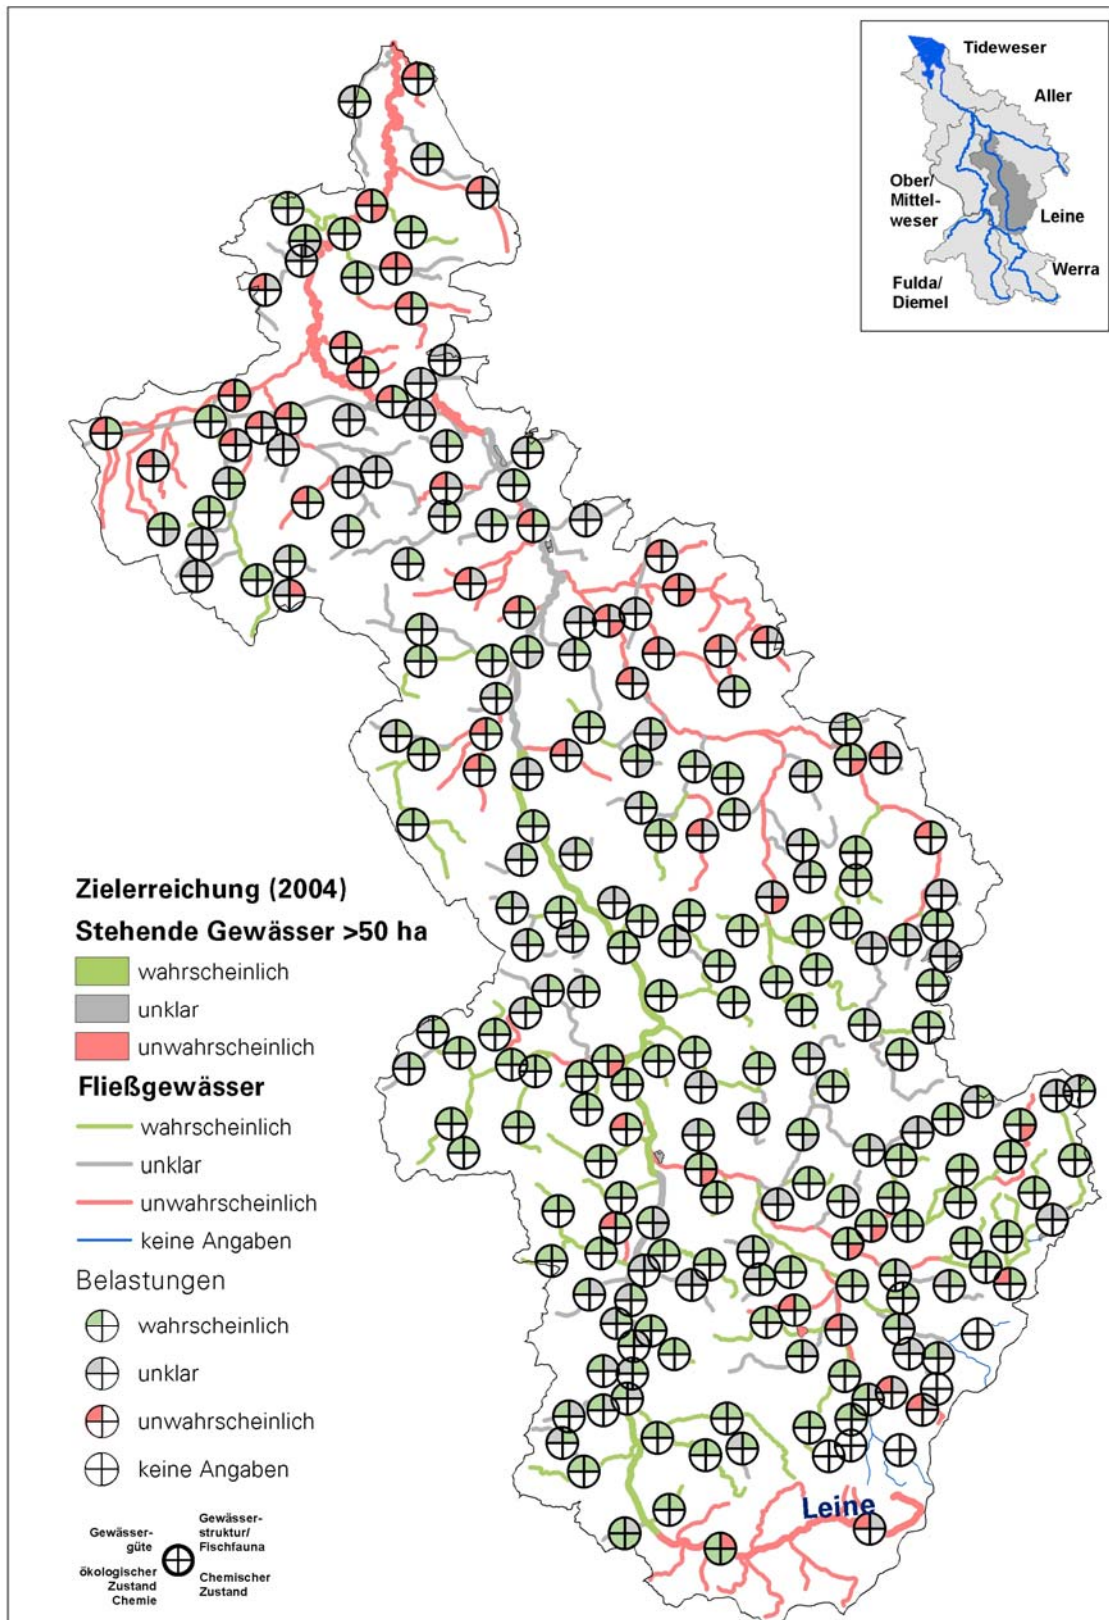 Tideweser
Aller
Ober/
Mittel-
weser
Leine
Werra
Fulda/
Diemel
Zielerreichung (2004)
Stehende Gewässer >50 ha
wahrscheinlich
unklar
unwahrscheinlich
Fließgewässer
wahrscheinlich
unklar
unwahrscheinlich
keine Angaben
Belastungen
wahrscheinlich
unklar
unwahrscheinlich
keine Angaben
Gewässer-
güte
Gewässer-
struktur/
Fischfauna
ökologischer
Zustand
Chemie
Chemischer
Zustand
Leine